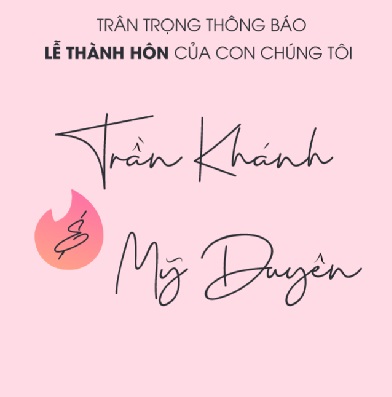 TRÂN TRỌNG THÔNG BÁO
LỄ THÀNH HÔN CỦA CON CHÚNG TÔI
Trần Khánh
&
Mỹ Duyên